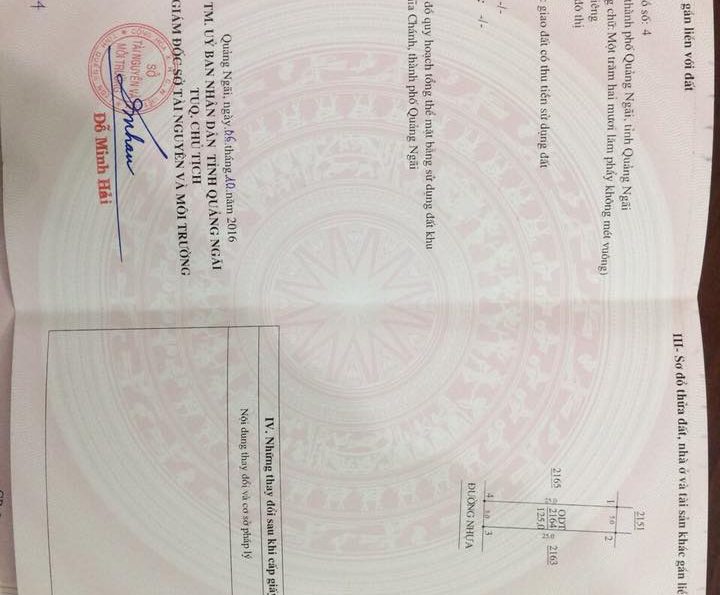 gắn liền với đất
số: 4
thành phố Quảng Ngãi, tỉnh Quảng Ngãi
chữ: Một trăm hai mươi lăm phẩy không mét vuông)
riêng
đô thị
: giao đất có thu tiền sử dụng đất
-/-
: -/-
đồ quy hoạch tổng thể mặt bằng sử dụng đất khu
Chánh, thành phố Quảng Ngãi
Quảng Ngãi, ngày 06 tháng 10 năm 2016
TM. UỶ BAN NHÂN DÂN TỈNH QUẢNG NGÃI
TUQ. CHỦ TỊCH
GIÁM ĐỐC SỞ TÀI NGUYÊN VÀ MÔI TRƯỜNG
SỞ
TÀI NGUYÊN VÀ
MÔI TRƯỜNG
Đỗ Minh Hải
4
III- Sơ đồ thửa đất, nhà ở và tài sản khác gắn liề
2151
1
5.0
2
2165
ODT
2164
125.0
25.0
2163
4
5.0
3
ĐƯỜNG NHỰA
IV. Những thay đổi sau khi cấp giấy
Nội dung thay đổi và cơ sở pháp lý